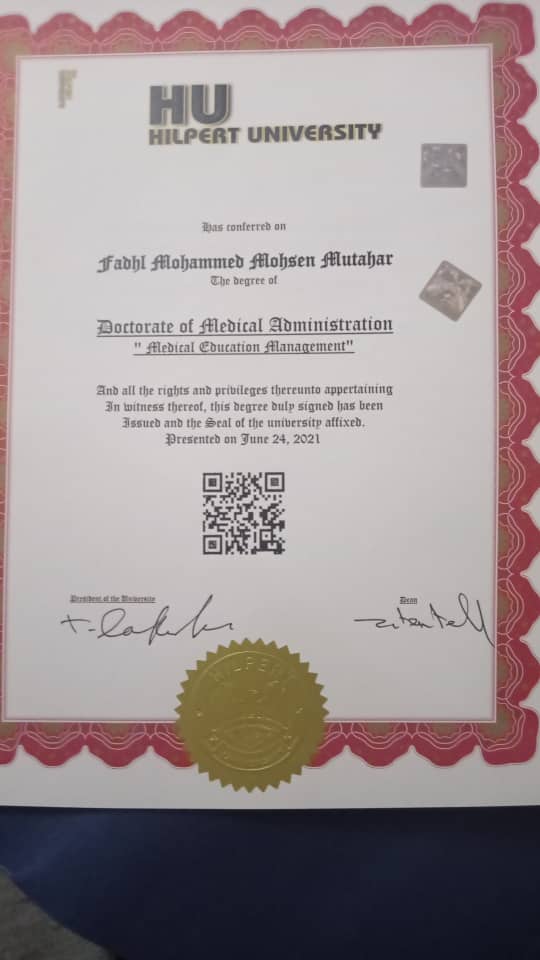 HU
HILPERT UNIVERSITY
Has conferred on
Fadhl Mohammed Mohsen Mutahar
The degree of
Doctorate of Medical Administration
" Medical Education Management"
And all the rights and privileges thereunto appertaining
In witness thereof, this degree duly signed has been
Issued and the Seal of the university affixed.
Presented on June 24, 2021
President of the University
Dean
HILPERT